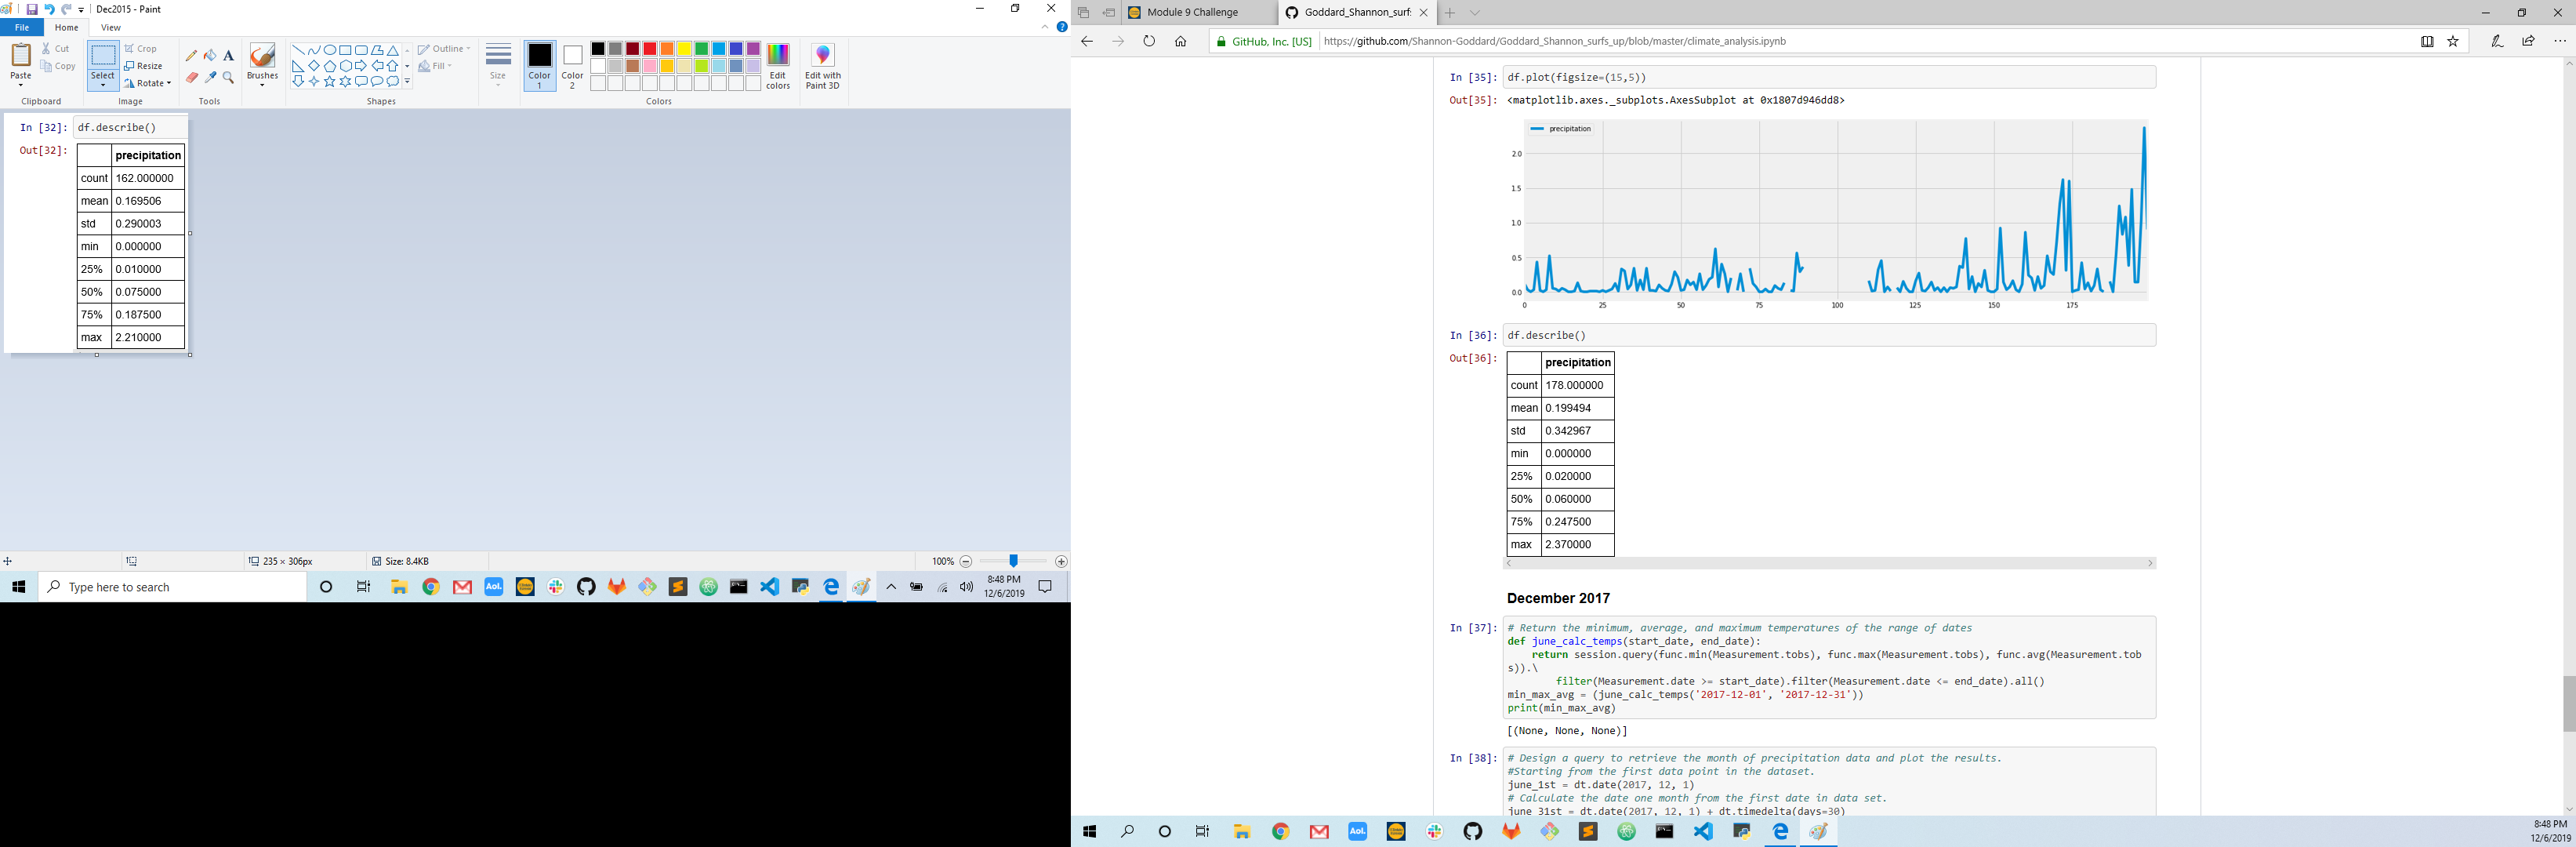 Dec2015 - Paint
File
Home
View
Paste
Cut
Copy
Clipboard
Select
Crop
Resize
Rotate
Image
Tools
Brushes
Shapes
Outline
Fill
Size
Color 1
Color 2
Colors
Edit colors
Edit with Paint 3D
In [32]: df.describe()
Out[32]:
precipitation
count 162.000000
mean 0.169506
std 0.290003
min 0.000000
25% 0.010000
50% 0.075000
75% 0.187500
max 2.210000
235 × 306px
Size: 8.4KB
100%
Type here to search
Aol.
8:48 PM
12/6/2019
Module 9 Challenge
Goddard_Shannon_surf
GitHub, Inc. [US]
https://github.com/Shannon-Goddard/Goddard_Shannon_surfs_up/blob/master/climate_analysis.ipynb
In [35]: df.plot(figsize=(15,5))
Out[35]: <matplotlib.axes._subplots.AxesSubplot at 0x1807d946dd8>
precipitation
2.0
1.5
1.0
0.5
0.0
0 25 50 75 100 125 150 175
In [36]: df.describe()
Out[36]:
precipitation
count 178.000000
mean 0.199494
std 0.342967
min 0.000000
25% 0.020000
50% 0.060000
75% 0.247500
max 2.370000
December 2017
In [37]: # Return the minimum, average, and maximum temperatures of the range of dates
def june_calc_temps(start_date, end_date):
return session.query(func.min(Measurement.tobs), func.max(Measurement.tobs), func.avg(Measurement.tob
s)).\
filter(Measurement.date >= start_date).filter(Measurement.date <= end_date).all()
min_max_avg = (june_calc_temps('2017-12-01', '2017-12-31'))
print(min_max_avg)
[(None, None, None)]
In [38]: # Design a query to retrieve the month of precipitation data and plot the results.
#Starting from the first data point in the dataset.
june_1st = dt.date(2017, 12, 1)
# Calculate the date one month from the first date in data set.
june_31st = dt.date(2017, 12, 1) + dt.timedelta(days=30)
Aol.
8:48 PM
12/6/2019